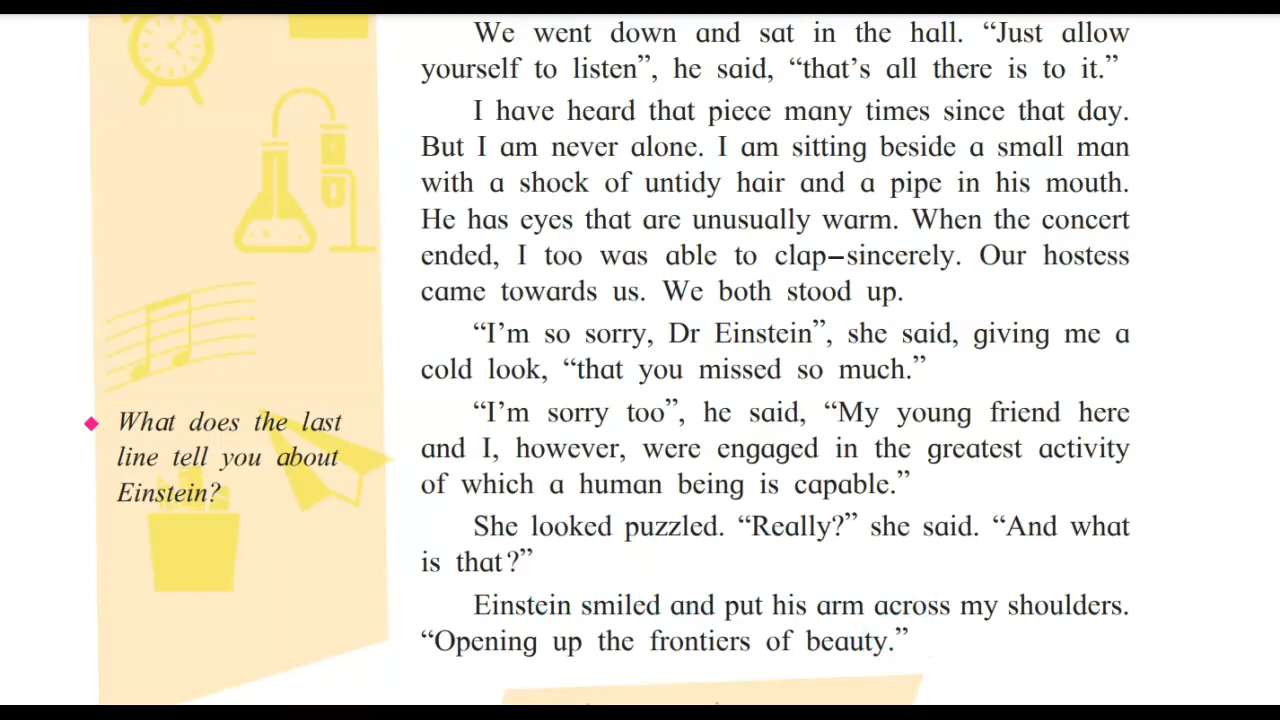 We went down and sat in the hall. “Just allow
yourself to listen”, he said, “that’s all there is to it.”
I have heard that piece many times since that day.
But I am never alone. I am sitting beside a small man
with a shock of untidy hair and a pipe in his mouth.
He has eyes that are unusually warm. When the concert
ended, I too was able to clap–sincerely. Our hostess
came towards us. We both stood up.
“I’m so sorry, Dr Einstein”, she said, giving me a
cold look, “that you missed so much.”
“I’m sorry too”, he said, “My young friend here
and I, however, were engaged in the greatest activity
of which a human being is capable.”
She looked puzzled. “Really?” she said. “And what
is that?”
Einstein smiled and put his arm across my shoulders.
“Opening up the frontiers of beauty.”
What does the last
line tell you about
Einstein?